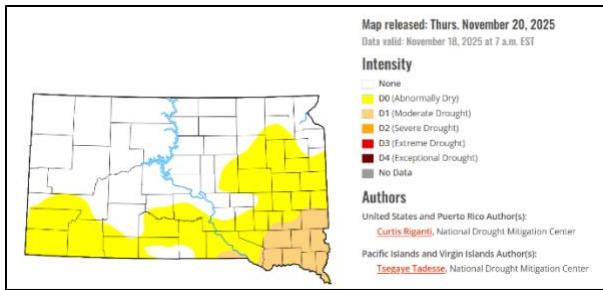 Map released: Thurs. November 20, 2025
Data valid: November 18, 2025 at 7 a.m. EST
Intensity
None
D0 (Abnormally Dry)
D1 (Moderate Drought)
D2 (Severe Drought)
D3 (Extreme Drought)
D4 (Exceptional Drought)
No Data
Authors
United States and Puerto Rico Author(s):
Curtis Riganti, National Drought Mitigation Center
Pacific Islands and Virgin Islands Author(s):
Tsegaye Tadesse, National Drought Mitigation Center